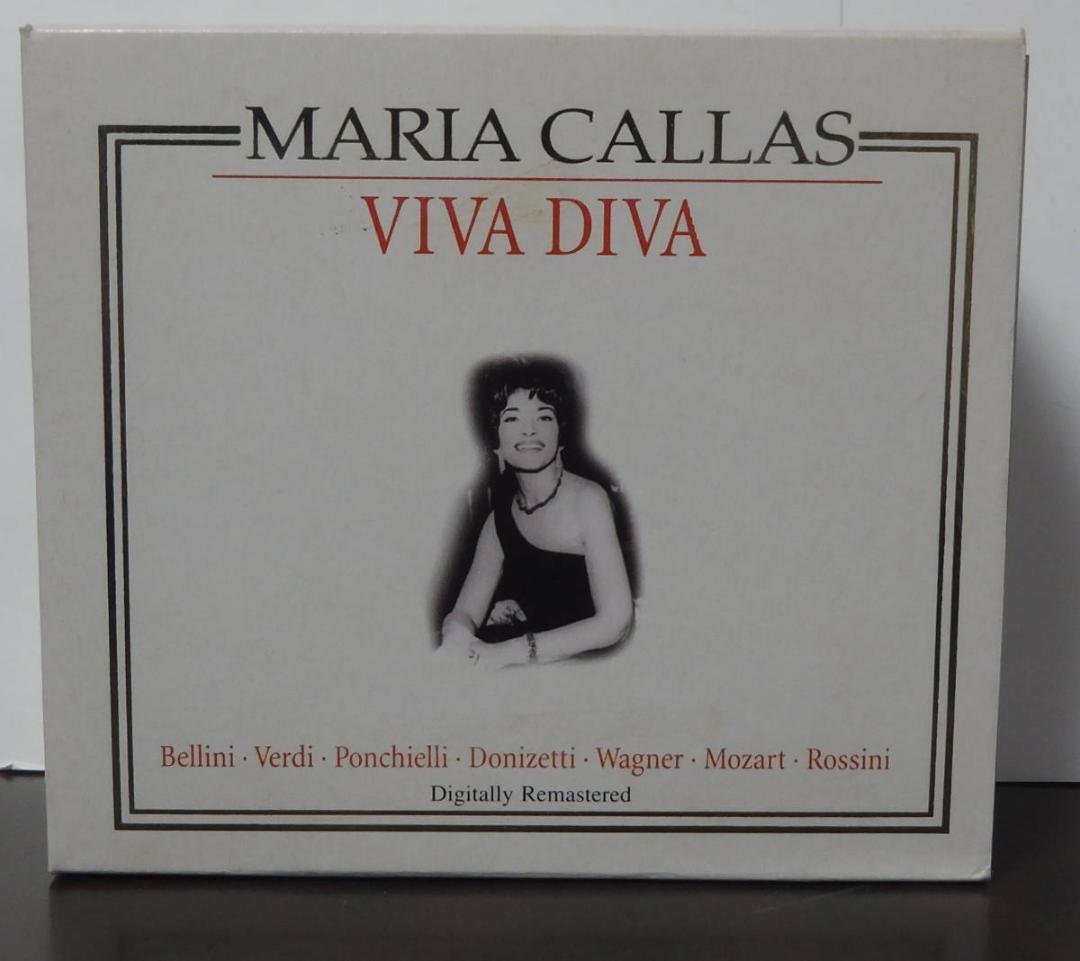 MARIA CALLAS
VIVA DIVA
Bellini · Verdi · Ponchielli · Donizetti · Wagner · Mozart · Rossini
Digitally Remastered